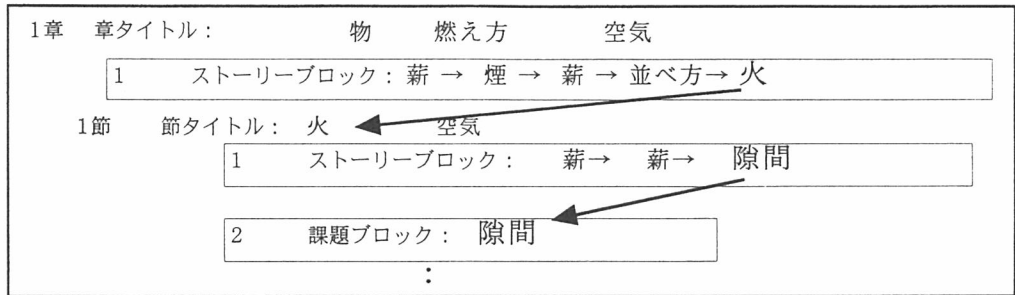 1章 章タイトル： 物 燃え方 空気
1 ストーリーブロック：薪 → 煙 → 薪 → 並べ方→ 火
1節 節タイトル： 火 空気
1 ストーリーブロック： 薪→ 薪→ 隙間
2 課題ブロック： 隙間
：